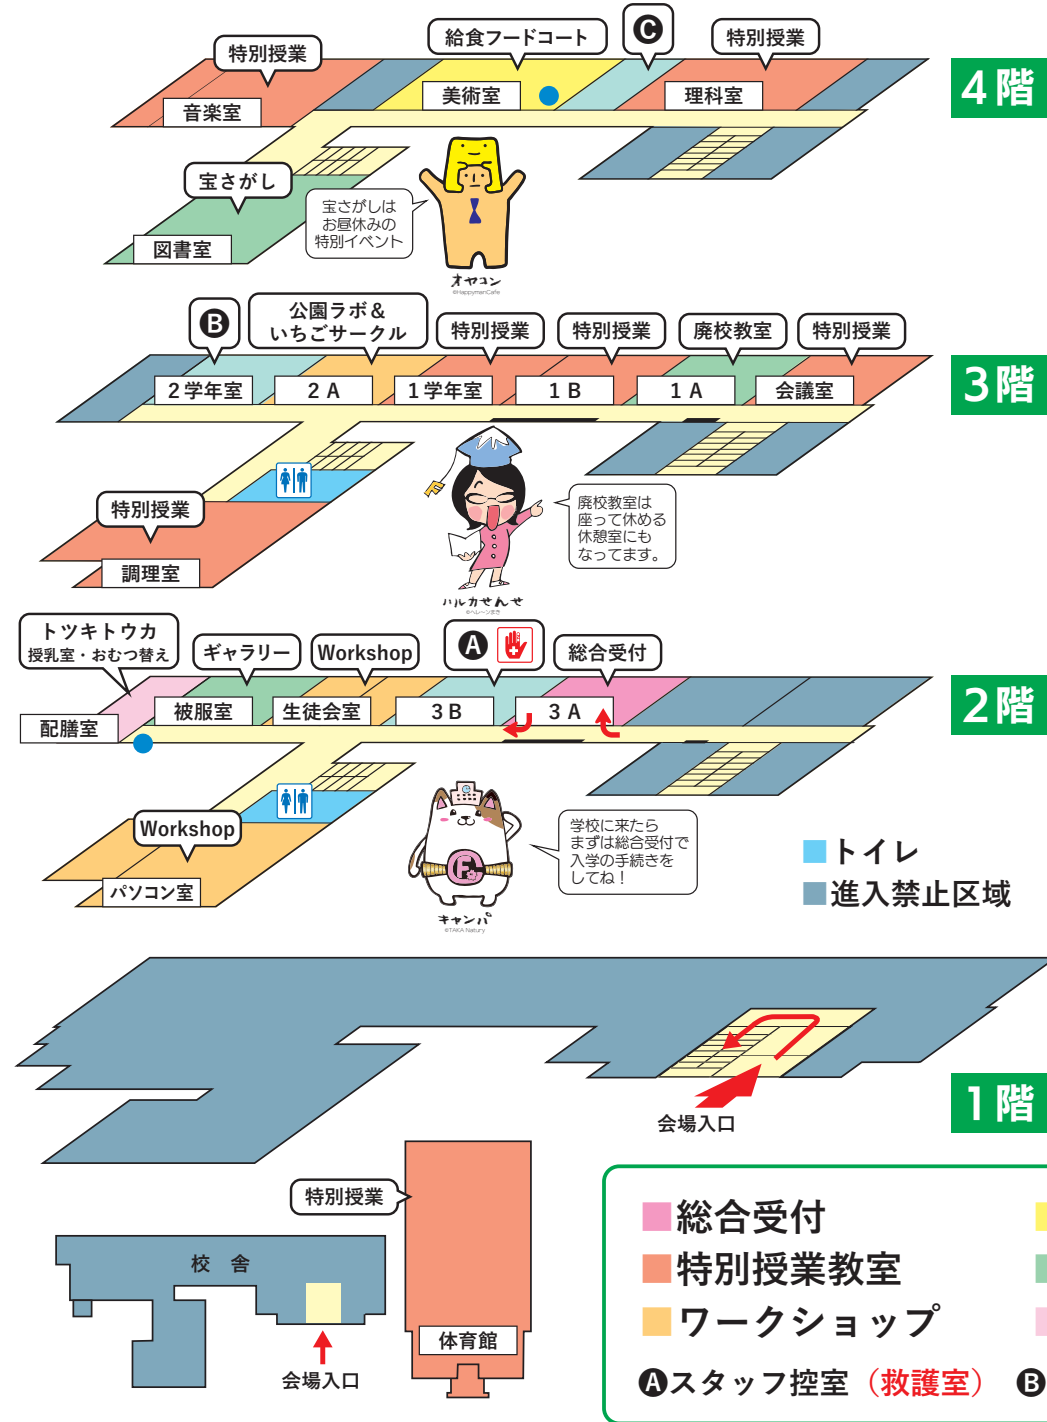 特別授業
給食フードコート
C
特別授業
4階
音楽室
美術室
理科室
宝さがし
宝さがしは
お昼休みの
特別イベント
図書室
オヤコン
©HappymanCafe
B
公園ラボ＆
いちごサークル
特別授業
特別授業
廃校教室
特別授業
3階
2学年室
2 A
1学年室
1 B
1 A
会議室
特別授業
廃校教室は
座って休める
休憩室にも
なってます。
調理室
ハルカせんせ
トツキトウカ
授乳室・おむつ替え
ギャラリー
Workshop
A
総合受付
2階
配膳室
被服室
生徒会室
3 B
3 A
Workshop
学校に来たら
まずは総合受付で
入学の手続きを
してね！
パソコン室
キャンパ
©TAKA Natury
トイレ
進入禁止区域
1階
会場入口
特別授業
校 舎
体育館
会場入口
総合受付
特別授業教室
ワークショップ
Aスタッフ控室（救護室） B